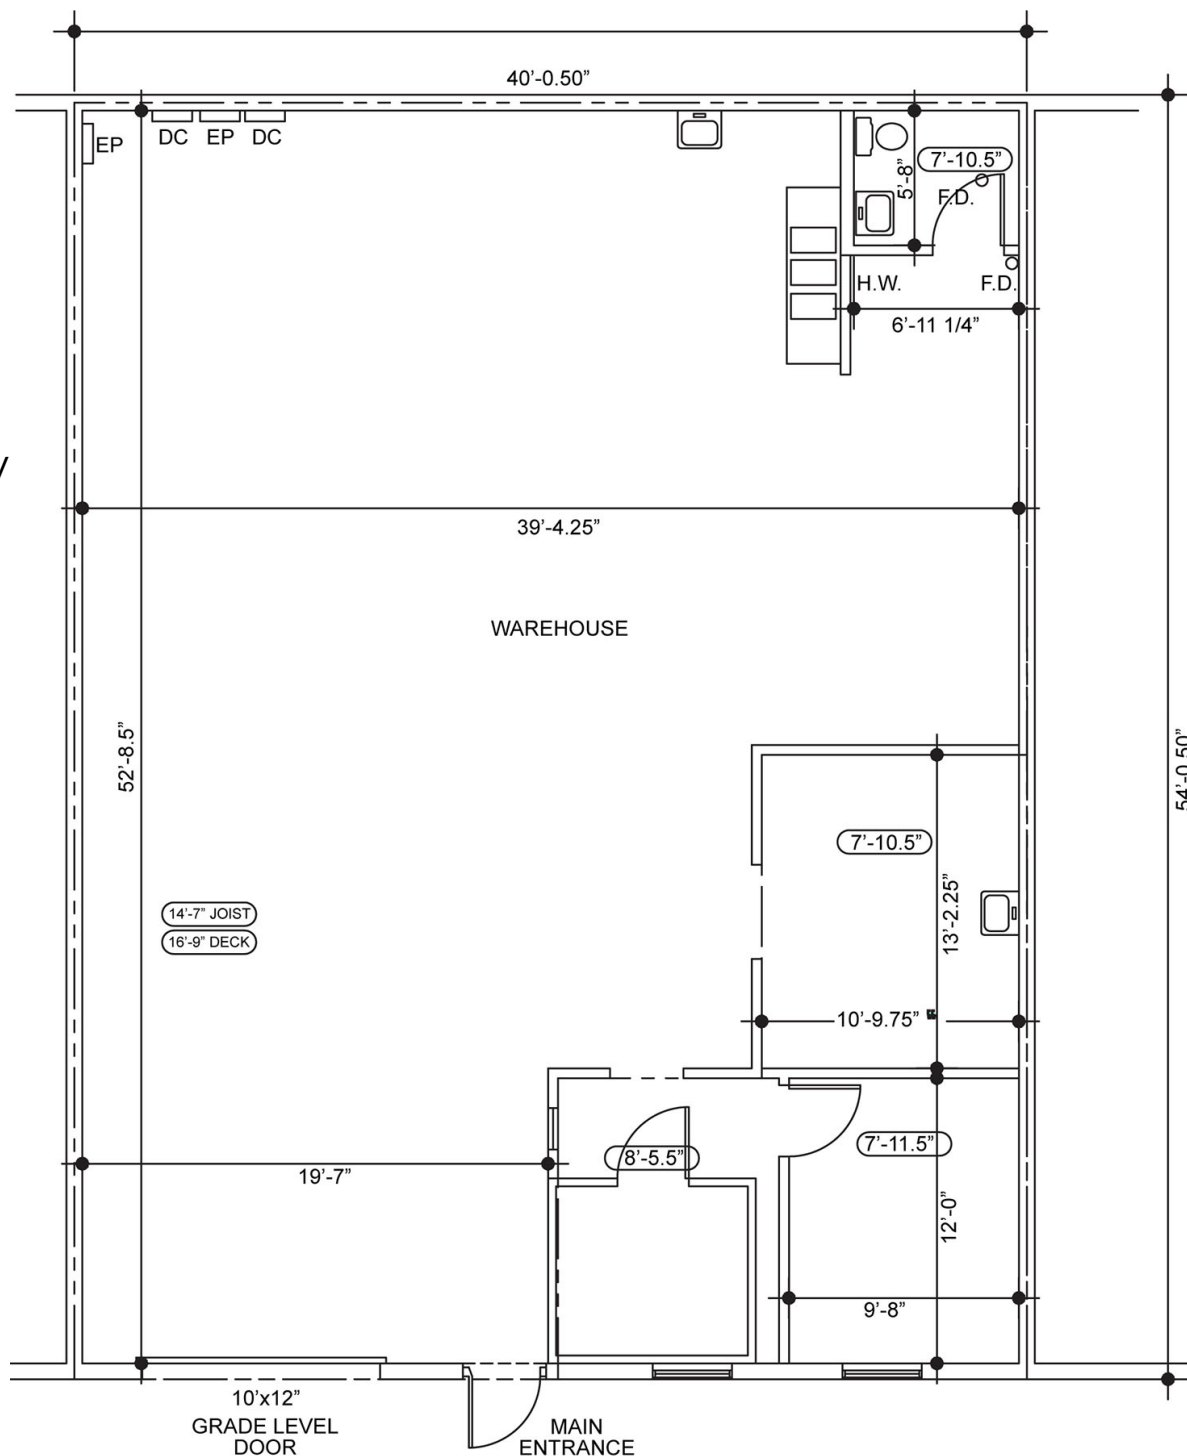 40'-0.50"
EP
DC
EP
DC
5'-8"
7'-10.5"
F.D.
H.W.
F.D.
6'-11 1/4"
39'-4.25"
WAREHOUSE
52'-8.5"
54'-0.50"
7'-10.5"
13'-2.25"
14'-7" JOIST
16'-9" DECK
10'-9.75"
7'-11.5"
8'-5.5"
19'-7"
12'-0"
9'-8"
10'x12"
GRADE LEVEL
DOOR
MAIN
ENTRANCE